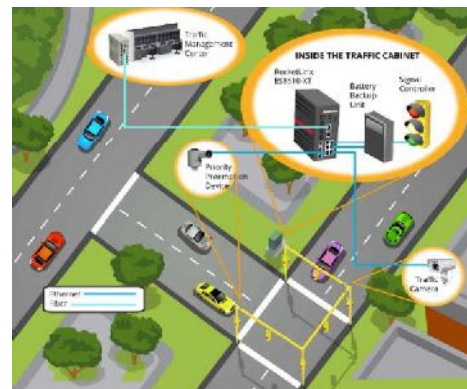 Traffic
Management
Center
INSIDE THE TRAFFIC CABINET
RocketLinx
Battery
Backup
Unit
Signal
Controller
Priority
Preemption
Device
Traffic
Camera
Ethernet
Fiber